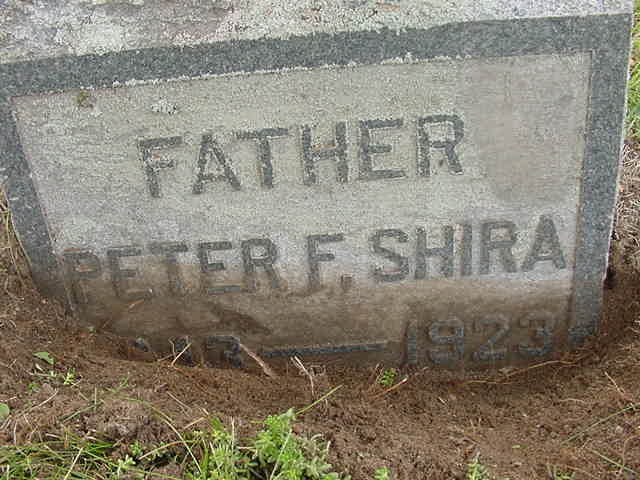 FATHER
PETER F. SHIRA
— 1923